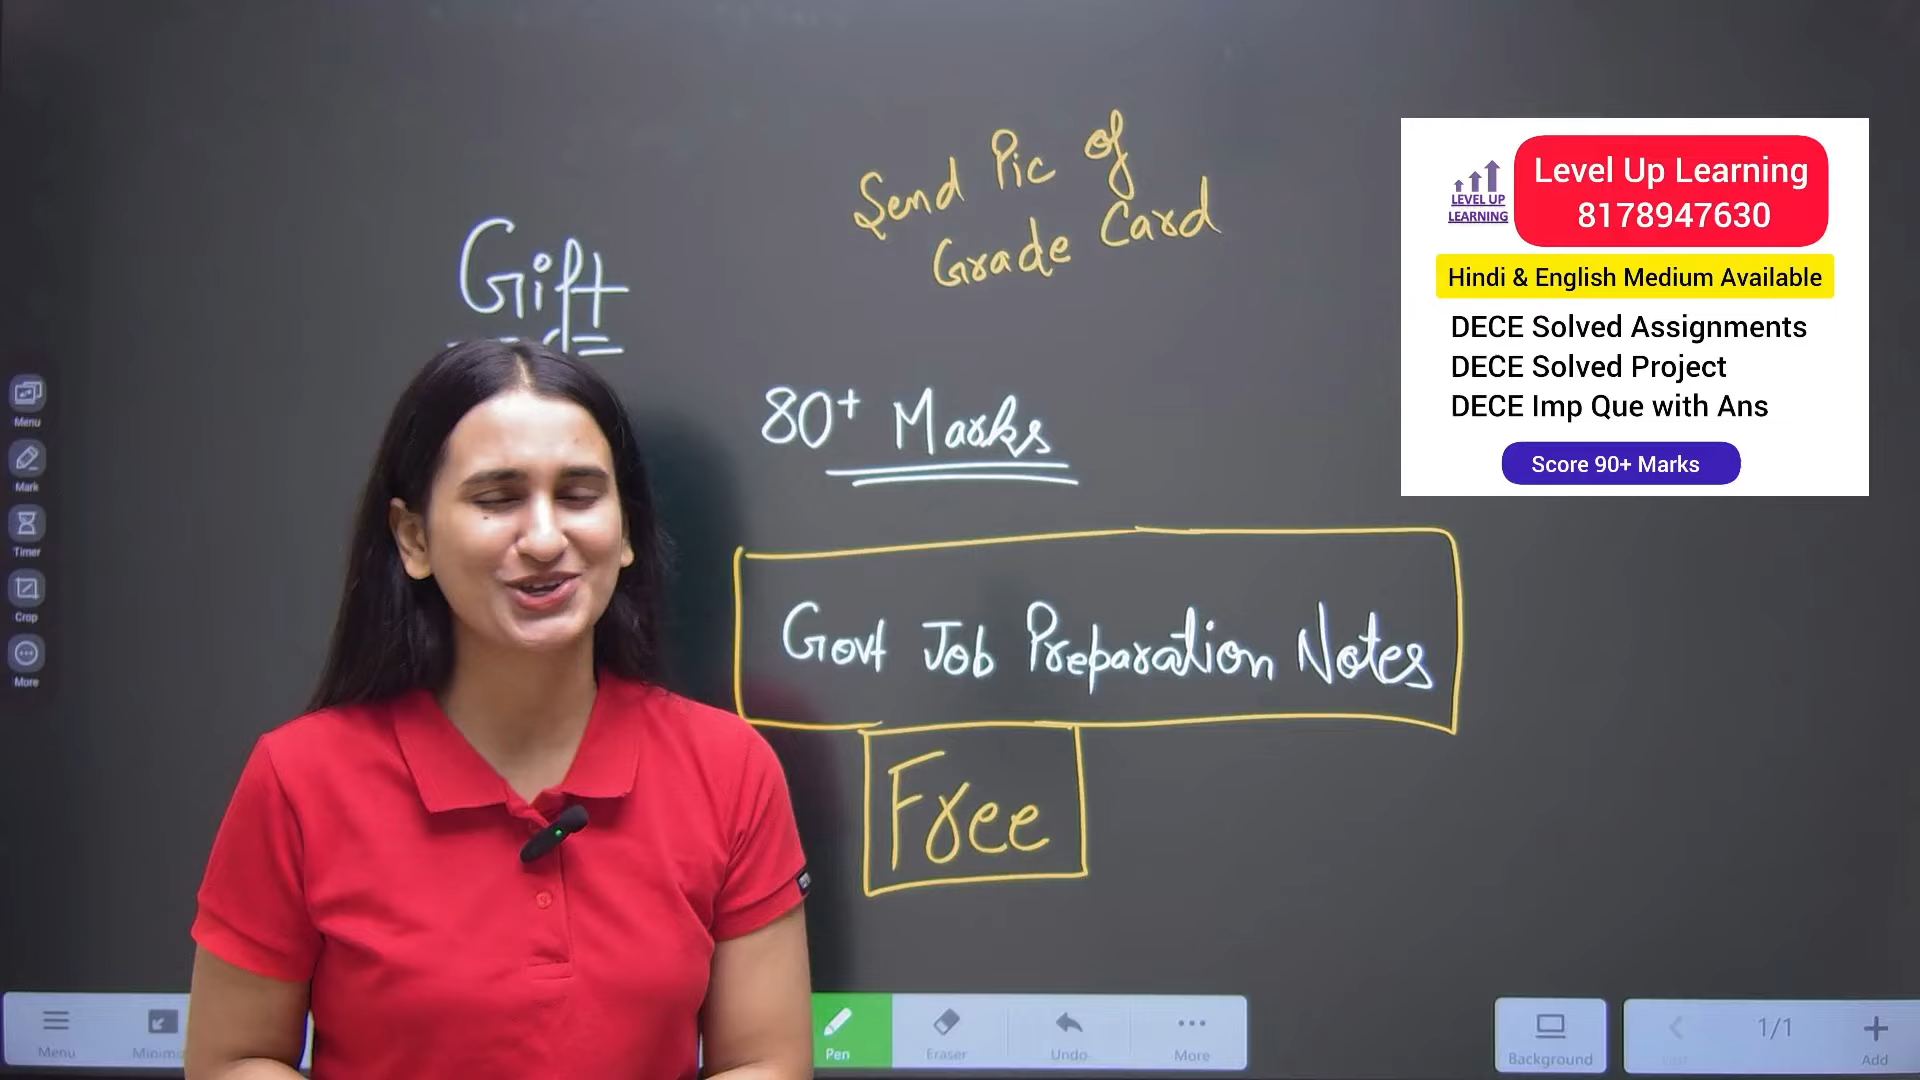 Send Pic of
Grade Card
Gift
80+ Marks
Govt Job Preparation Notes
Free
LEVEL UP
LEARNING
Level Up Learning
8178947630
Hindi & English Medium Available
DECE Solved Assignments
DECE Solved Project
DECE Imp Que with Ans
Score 90+ Marks
Menu
Mark
Timer
Crop
More
Menu
Pen
Eraser
Undo
More
Background
1/1
Add